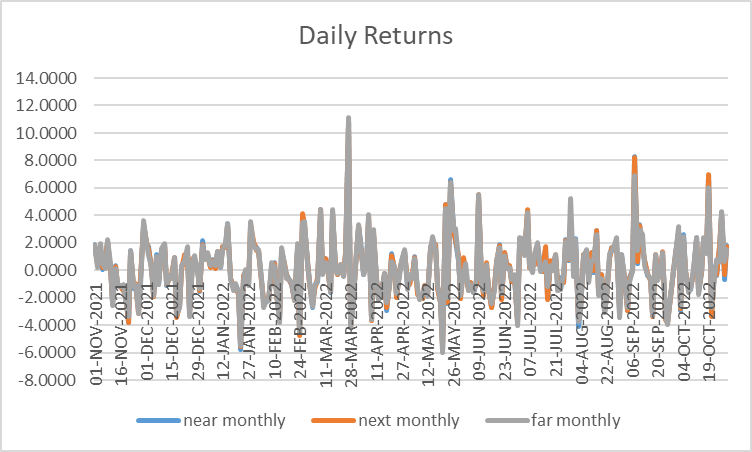 Daily Returns
14.0000
12.0000
10.0000
8.0000
6.0000
4.0000
2.0000
0.0000
-2.0000
-4.0000
-6.0000
-8.0000
01-NOV-2021
16-NOV-2021
01-DEC-2021
15-DEC-2021
29-DEC-2021
12-JAN-2022
27-JAN-2022
10-FEB-2022
24-FEB-2022
11-MAR-2022
28-MAR-2022
11-APR-2022
27-APR-2022
12-MAY-2022
26-MAY-2022
09-JUN-2022
23-JUN-2022
07-JUL-2022
21-JUL-2022
04-AUG-2022
22-AUG-2022
06-SEP-2022
20-SEP-2022
04-OCT-2022
19-OCT-2022
near monthly next monthly far monthly